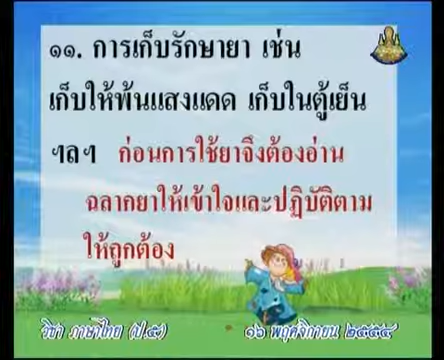 ๑๑. การเก็บรักษายา เช่น
เก็บให้พ้นแสงแดด เก็บในตู้เย็น
ฯลฯ ก่อนการใช้ยาจึงต้องอ่าน
ฉลากยาให้เข้าใจและปฏิบัติตาม
ให้ถูกต้อง
วิชา ภาษาไทย (ป.๕) ๑๖ พฤศจิกายน ๒๕๕๔